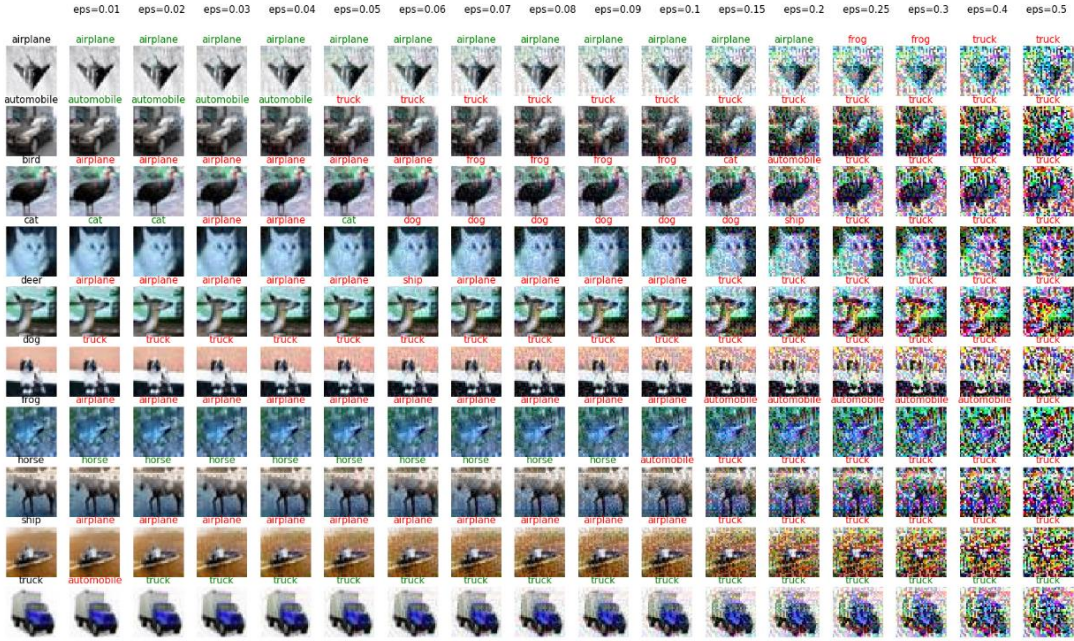 eps=0.01 eps=0.02 eps=0.03 eps=0.04 eps=0.05 eps=0.06 eps=0.07 eps=0.08 eps=0.09 eps=0.1 eps=0.15 eps=0.2 eps=0.25 eps=0.3 eps=0.4 eps=0.5
airplane airplane airplane airplane airplane airplane airplane airplane airplane airplane airplane airplane airplane frog frog truck truck
automobile automobile automobile automobile automobile truck truck truck truck truck truck truck truck truck truck truck truck
bird airplane airplane airplane airplane airplane airplane frog frog frog frog cat automobile truck truck truck truck
cat cat cat airplane airplane cat dog dog dog dog dog dog ship truck truck truck truck
deer airplane airplane airplane airplane airplane ship airplane airplane airplane airplane truck truck truck truck truck truck
dog truck truck truck truck truck truck truck truck truck truck truck truck truck truck truck truck
frog airplane airplane airplane airplane airplane airplane airplane airplane airplane airplane automobile automobile automobile automobile automobile truck
horse horse horse horse horse horse horse horse horse horse automobile truck truck truck truck truck truck
ship airplane airplane airplane airplane airplane airplane airplane airplane airplane airplane truck truck truck truck truck truck
truck automobile truck truck truck truck truck truck truck truck truck truck truck truck truck truck truck